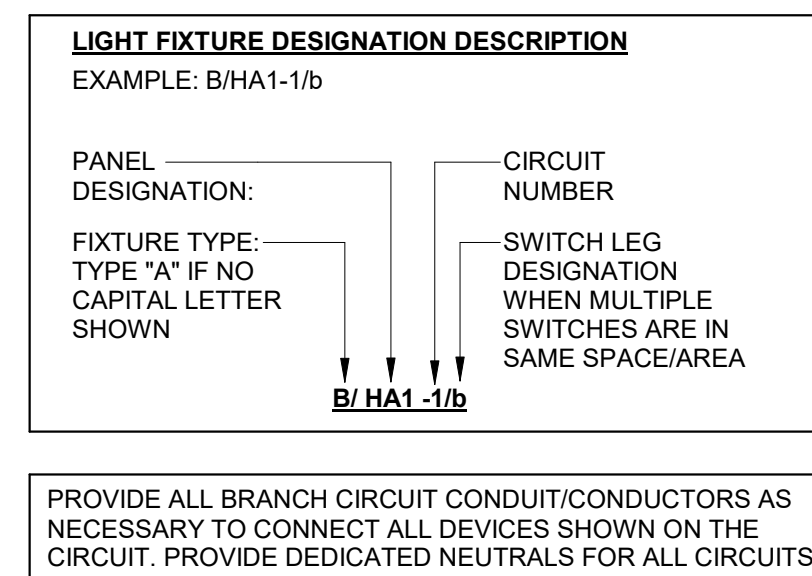 LIGHT FIXTURE DESIGNATION DESCRIPTION
EXAMPLE: B/HA1-1/b
PANEL
DESIGNATION:
CIRCUIT
NUMBER
FIXTURE TYPE:
TYPE "A" IF NO
CAPITAL LETTER
SHOWN
SWITCH LEG
DESIGNATION
WHEN MULTIPLE
SWITCHES ARE IN
SAME SPACE/AREA
B/ HA1 -1/b
PROVIDE ALL BRANCH CIRCUIT CONDUIT/CONDUCTORS AS
NECESSARY TO CONNECT ALL DEVICES SHOWN ON THE
CIRCUIT. PROVIDE DEDICATED NEUTRALS FOR ALL CIRCUITS